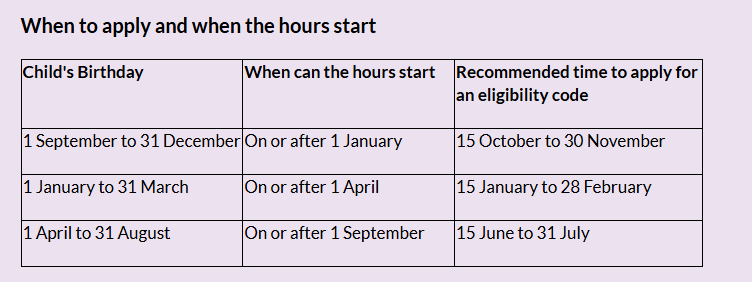 When to apply and when the hours start
Child's Birthday When can the hours start Recommended time to apply for
an eligibility code
1 September to 31 December On or after 1 January 15 October to 30 November
1 January to 31 March On or after 1 April 15 January to 28 February
1 April to 31 August On or after 1 September 15 June to 31 July